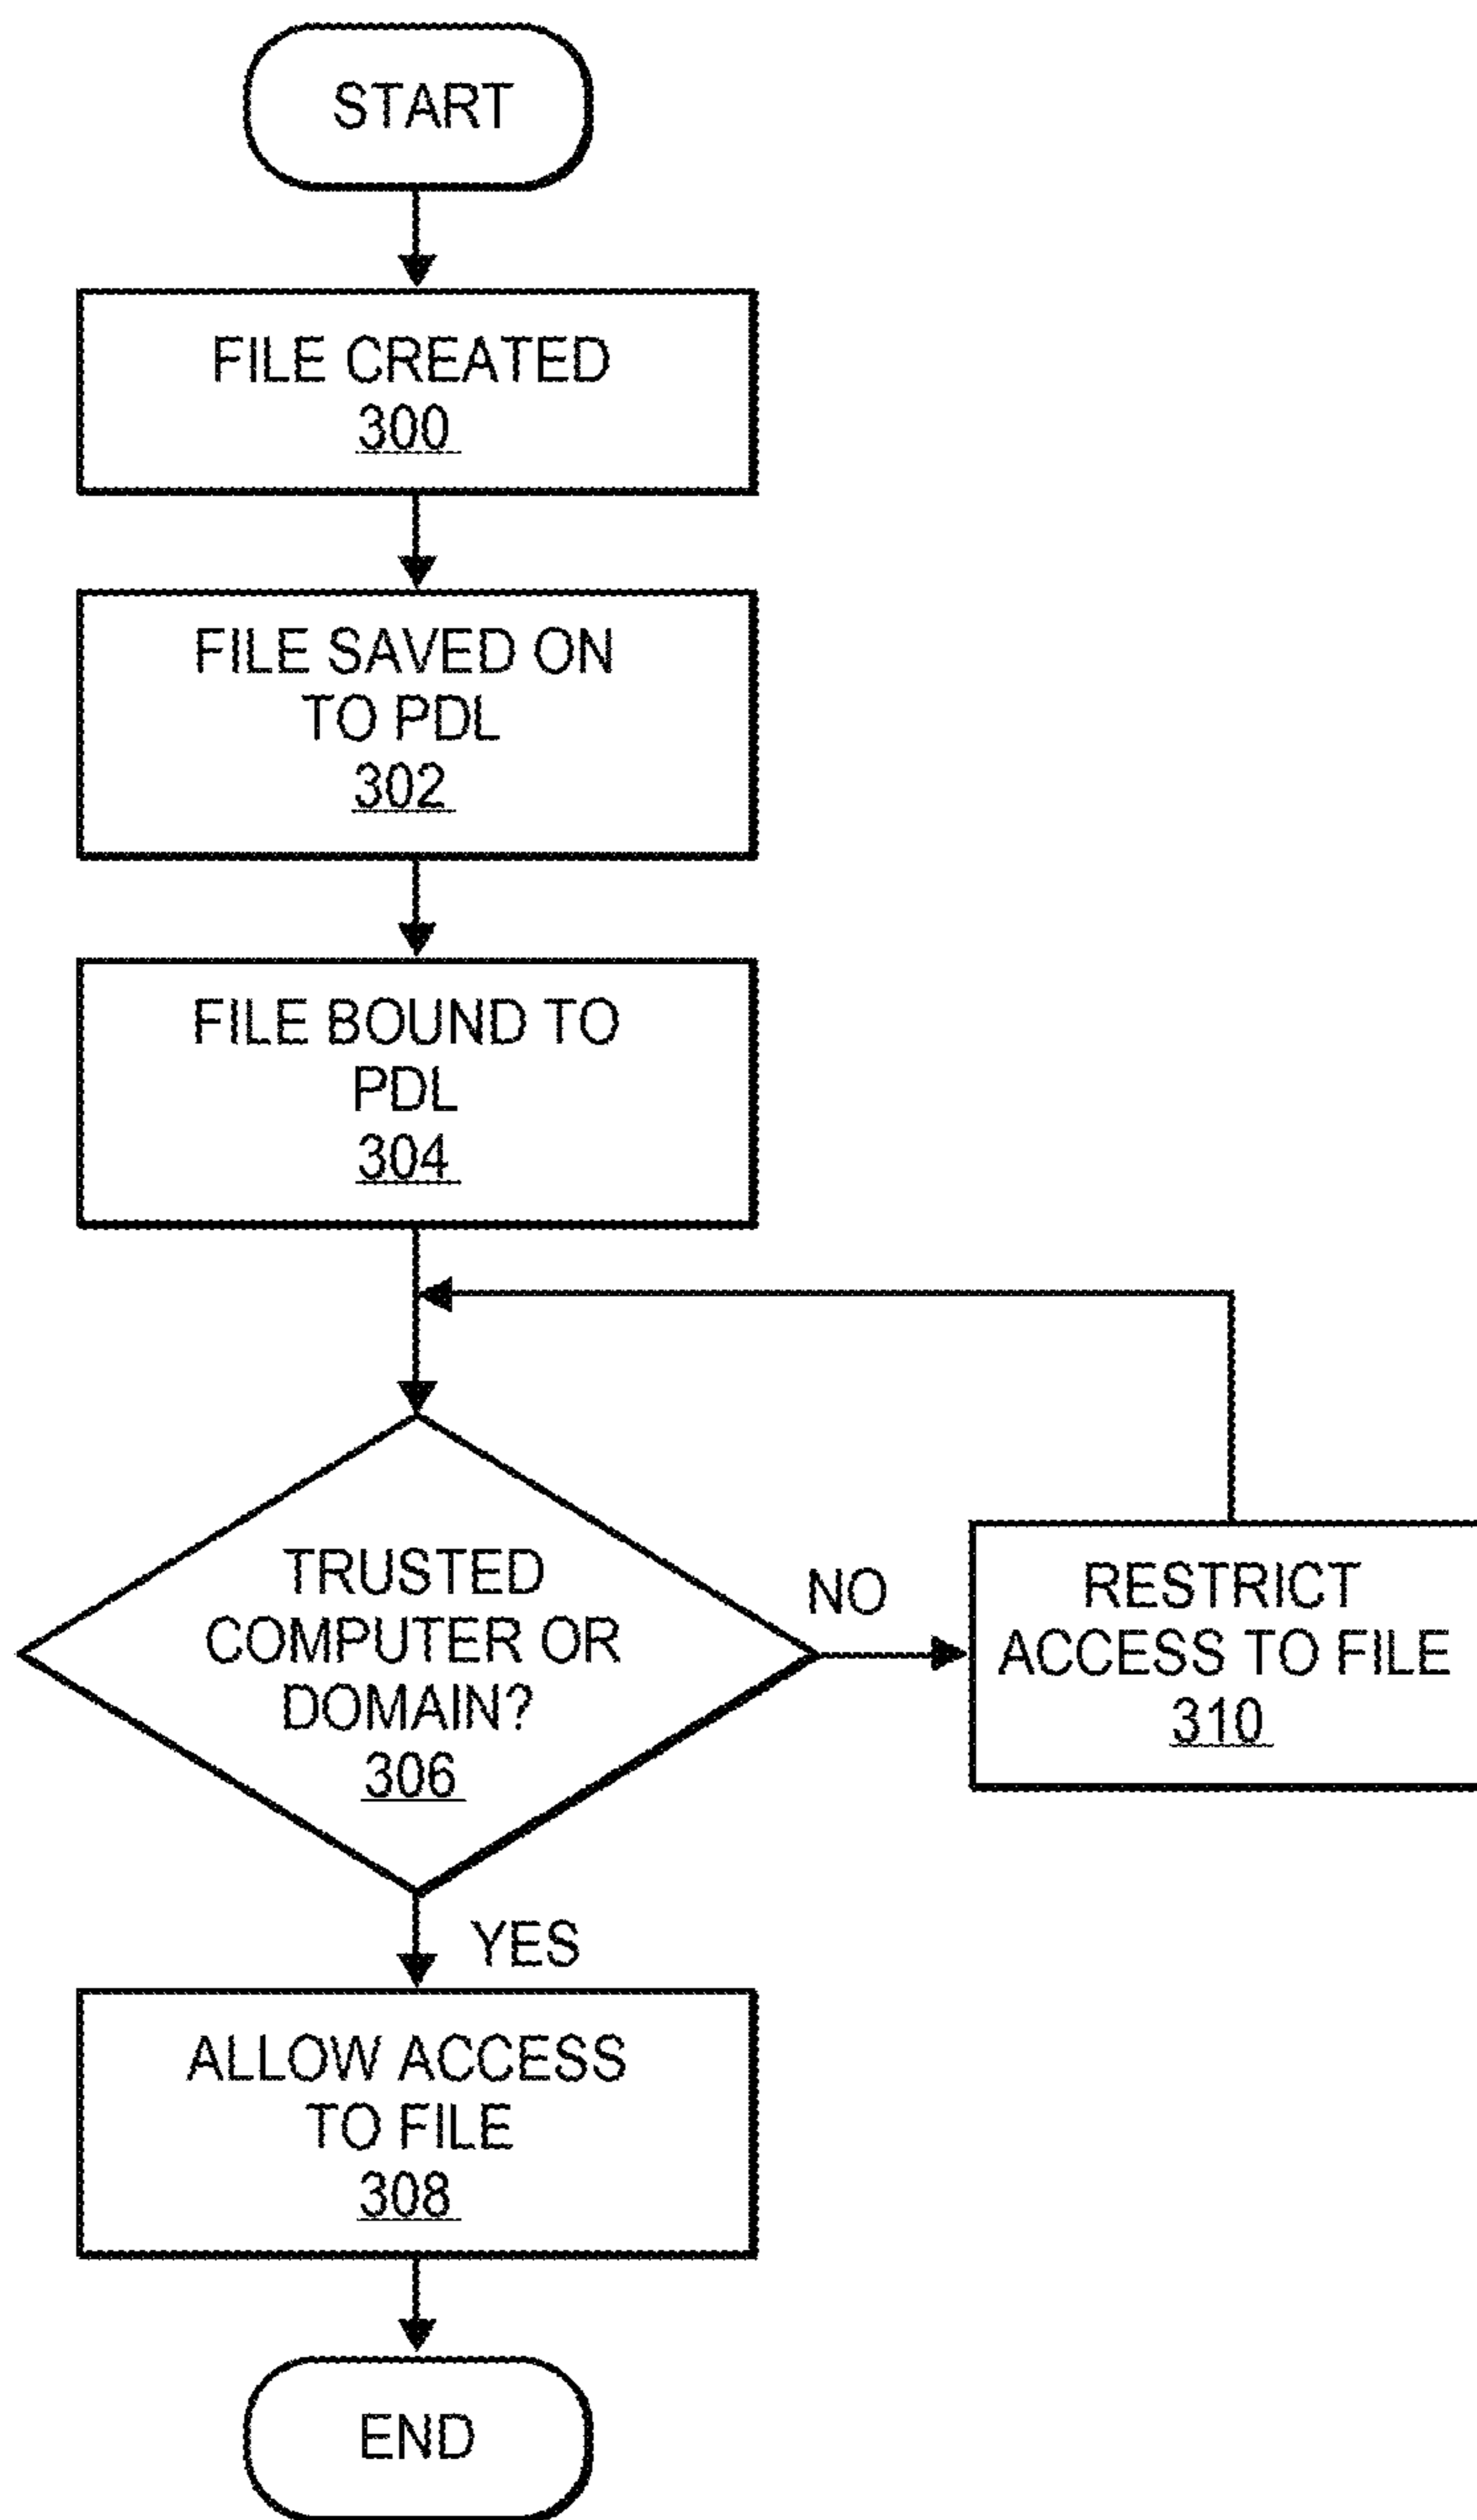 START
FILE CREATED
300
FILE SAVED ON
TO PDL
302
FILE BOUND TO
PDL
304
TRUSTED
COMPUTER OR
DOMAIN?
306
NO
RESTRICT
ACCESS TO FILE
310
YES
ALLOW ACCESS
TO FILE
308
END